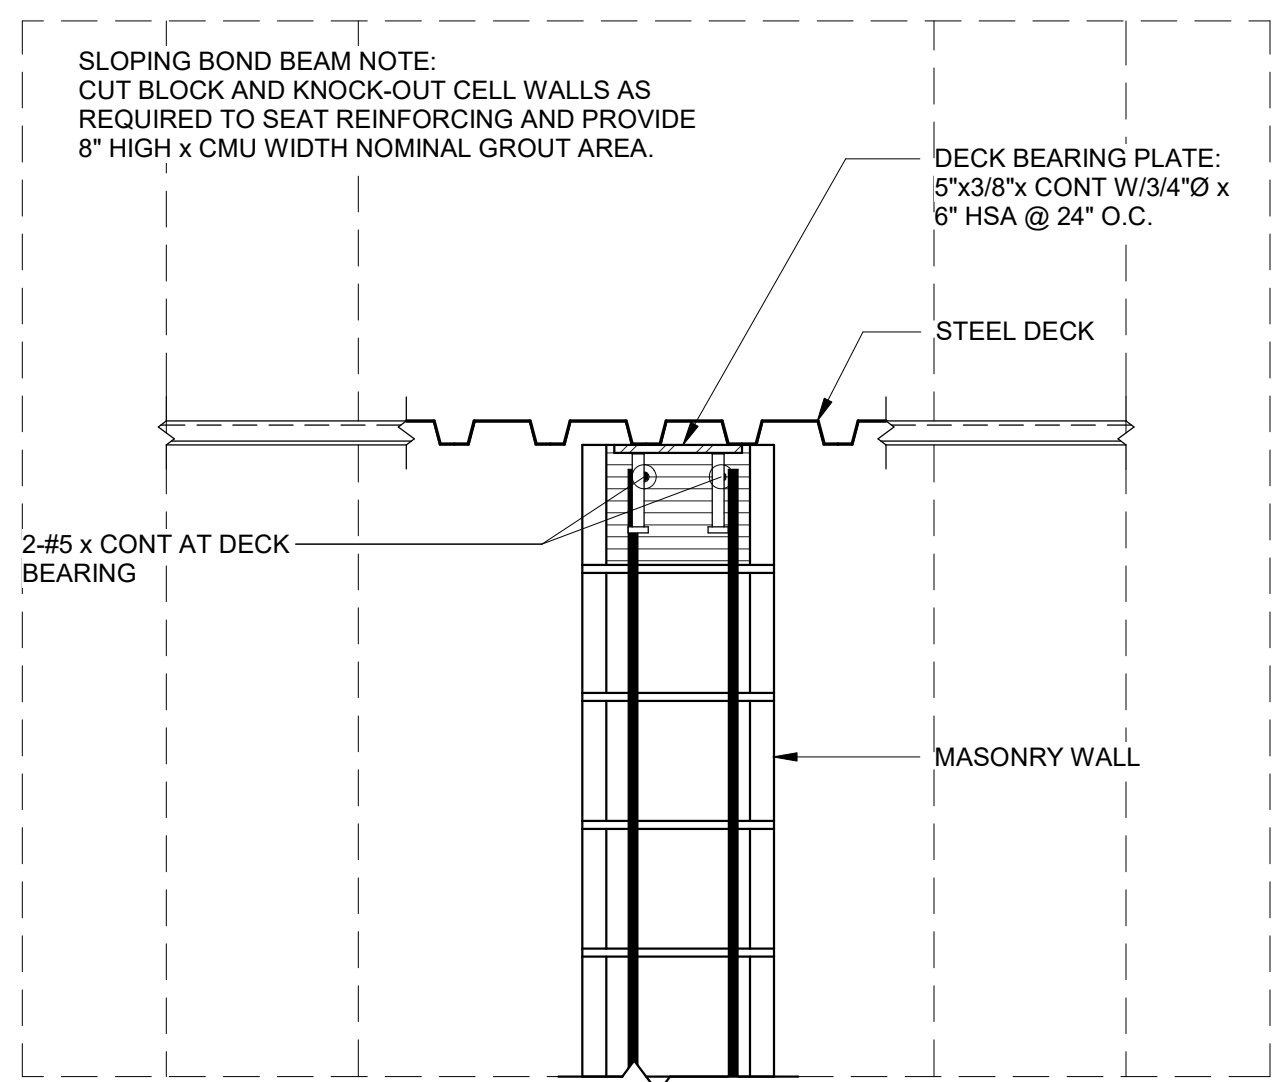 SLOPING BOND BEAM NOTE:
CUT BLOCK AND KNOCK-OUT CELL WALLS AS
REQUIRED TO SEAT REINFORCING AND PROVIDE
8" HIGH x CMU WIDTH NOMINAL GROUT AREA.
DECK BEARING PLATE:
5"x3/8"x CONT W/3/4"Ø x
6" HSA @ 24" O.C.
STEEL DECK
2-#5 x CONT AT DECK
BEARING
MASONRY WALL